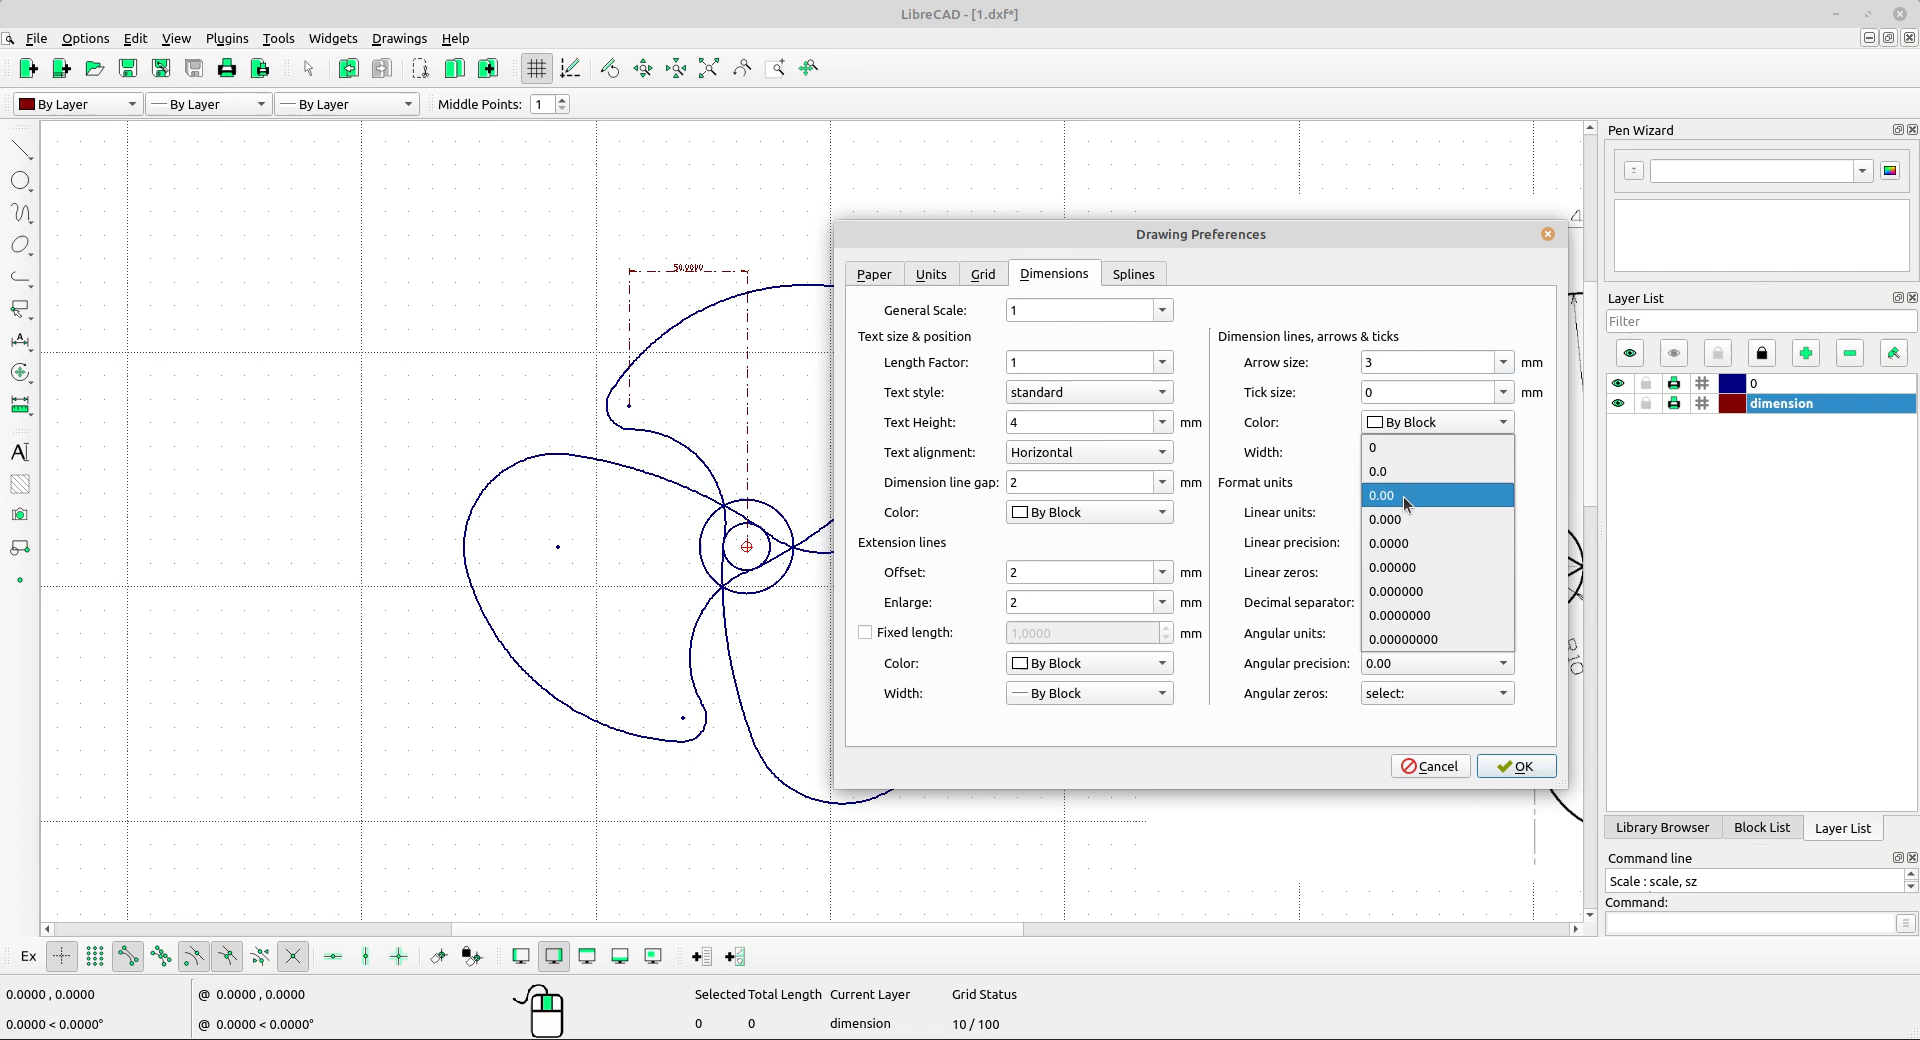 LibreCAD - [1.dxf*]
File Options Edit View Plugins Tools Widgets Drawings Help
By Layer By Layer By Layer Middle Points: 1
Pen Wizard
Layer List
Filter
0
dimension
50.0000
Drawing Preferences
Paper Units Grid Dimensions Splines
General Scale: 1
Text size & position
Length Factor: 1
Text style: standard
Text Height: 4 mm
Text alignment: Horizontal
Dimension line gap: 2 mm
Color: By Block
Extension lines
Offset: 2 mm
Enlarge: 2 mm
Fixed length: 1,0000 mm
Color: By Block
Width: By Block
Dimension lines, arrows & ticks
Arrow size: 3 mm
Tick size: 0 mm
Color: By Block
Width:
Format units
Linear units:
Linear precision:
Linear zeros:
Decimal separator:
Angular units:
Angular precision: 0.00
Angular zeros: select:
0
0.0
0.00
0.000
0.0000
0.00000
0.000000
0.0000000
0.00000000
Cancel OK
Library Browser Block List Layer List
Command line
Scale : scale, sz
Command:
Ex
0.0000 , 0.0000 @ 0.0000 , 0.0000 Selected Total Length Current Layer Grid Status
0.0000 < 0.0000° @ 0.0000 < 0.0000° 0 0 dimension 10 / 100